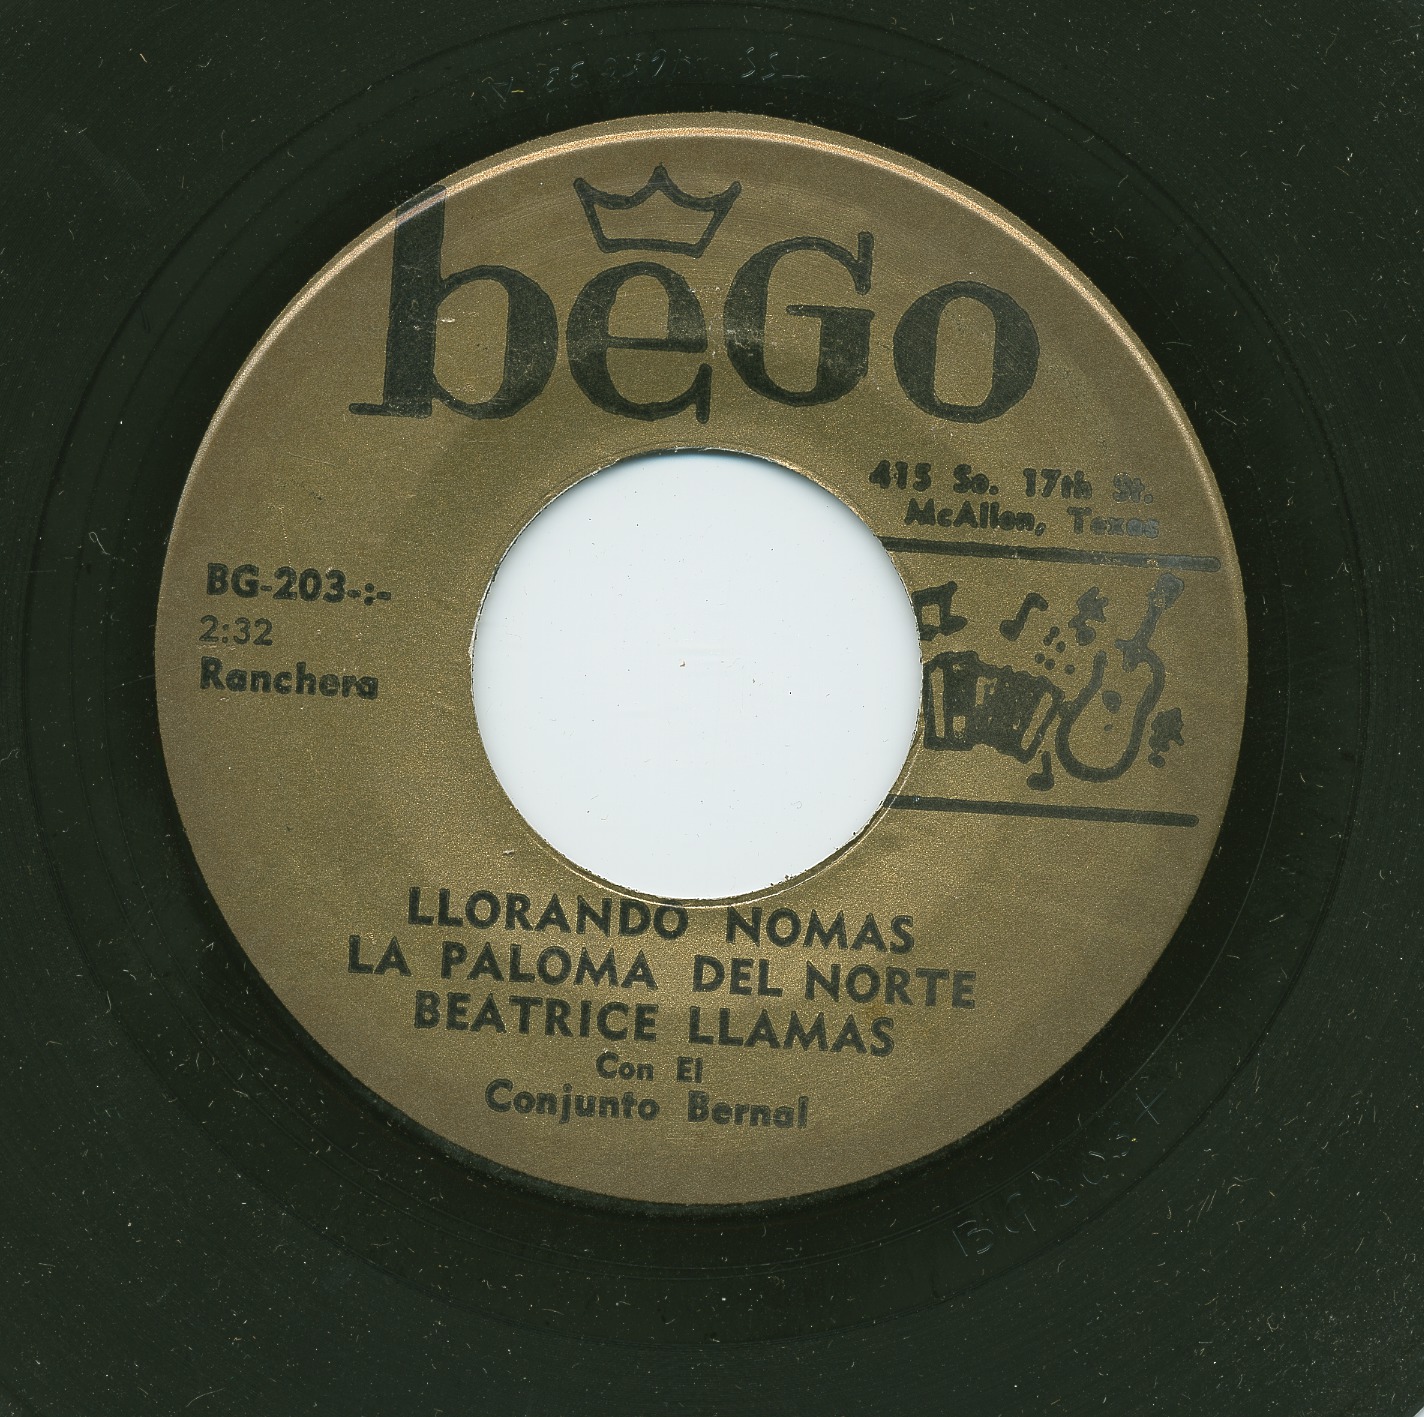 beGo
415 So. 17th St.
McAllen, Texas
BG-203-:-
2:32
Ranchera
LLORANDO NOMAS
LA PALOMA DEL NORTE
BEATRICE LLAMAS
Con El
Conjunto Bernal